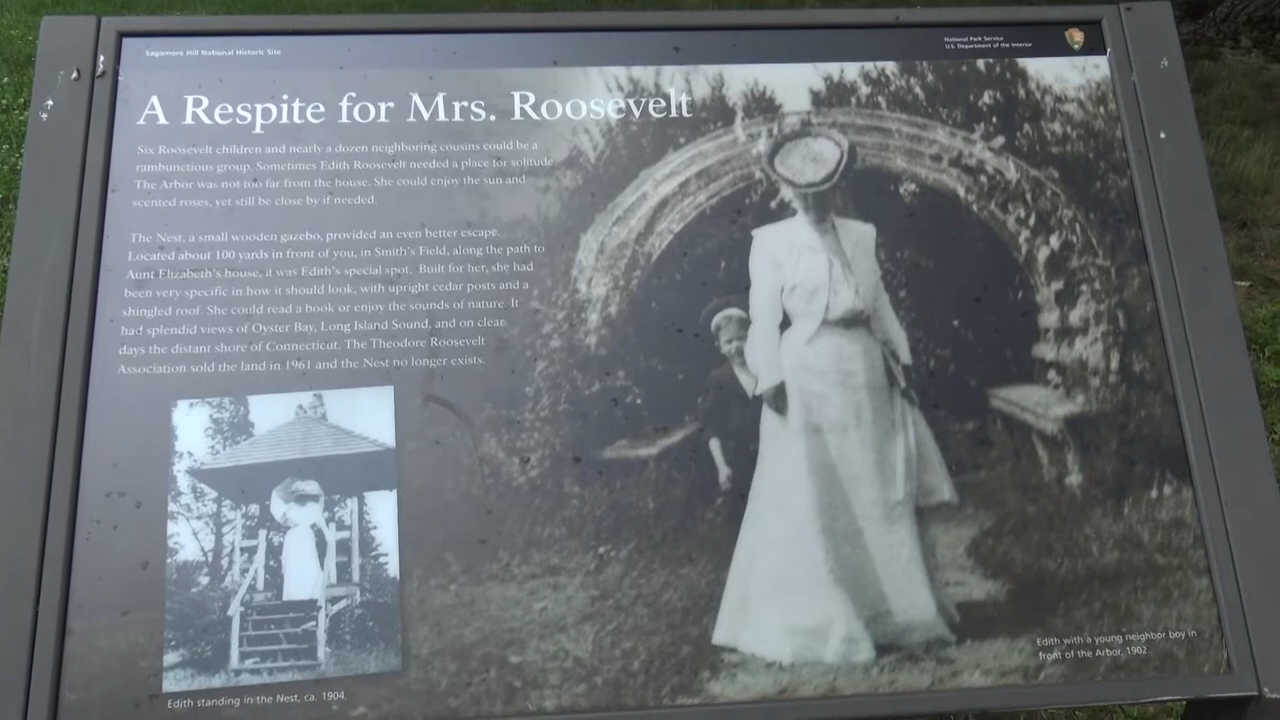 Sagamore Hill National Historic Site
National Park Service
U.S. Department of the Interior
A Respite for Mrs. Roosevelt
Six Roosevelt children and nearly a dozen neighboring cousins could be a
rambunctious group. Sometimes Edith Roosevelt needed a place for solitude.
The Arbor was not too far from the house. She could enjoy the sun and
scented roses, yet still be close by if needed.
The Nest, a small wooden gazebo, provided an even better escape.
Located about 100 yards in front of you, in Smith's Field, along the path to
Aunt Elizabeth's house, it was Edith's special spot. Built for her, she had
been very specific in how it should look, with upright cedar posts and a
shingled roof. She could read a book or enjoy the sounds of nature. It
had splendid views of Oyster Bay, Long Island Sound, and on clear
days the distant shore of Connecticut. The Theodore Roosevelt
Association sold the land in 1961 and the Nest no longer exists.
Edith standing in the Nest, ca. 1904.
Edith with a young neighbor boy in
front of the Arbor, 1902.